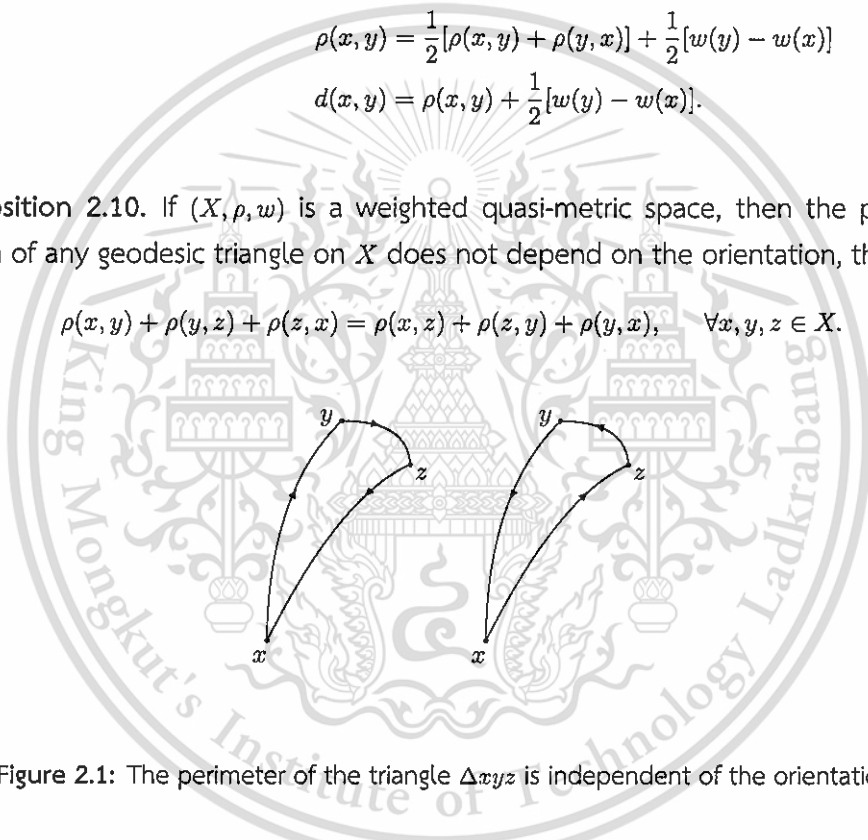 ρ(x, y) = 1/2[ρ(x, y) + ρ(y, x)] + 1/2[w(y) − w(x)]
d(x, y) = ρ(x, y) + 1/2[w(y) − w(x)].
osition 2.10. If (X, ρ, w) is a weighted quasi-metric space, then the p
of any geodesic triangle on X does not depend on the orientation, th
ρ(x, y) + ρ(y, z) + ρ(z, x) = ρ(x, z) + ρ(z, y) + ρ(y, x), ∀x, y, z ∈ X.
y
z
x
y
z
x
King Mongkut's Institute of Technology Ladkrabang
Figure 2.1: The perimeter of the triangle Δxyz is independent of the orientati